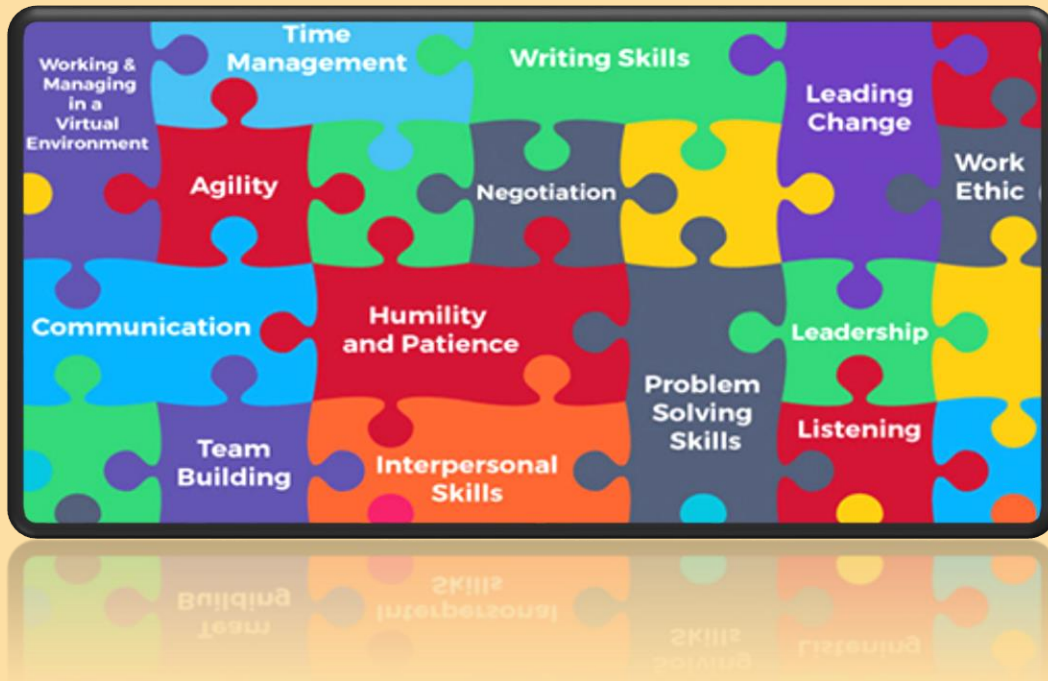 Working &
Managing
in a
Virtual
Environment
Time
Management
Writing Skills
Leading
Change
Work
Ethic
Agility
Negotiation
Communication
Humility
and Patience
Problem
Solving
Skills
Leadership
Listening
Team
Building
Interpersonal
Skills